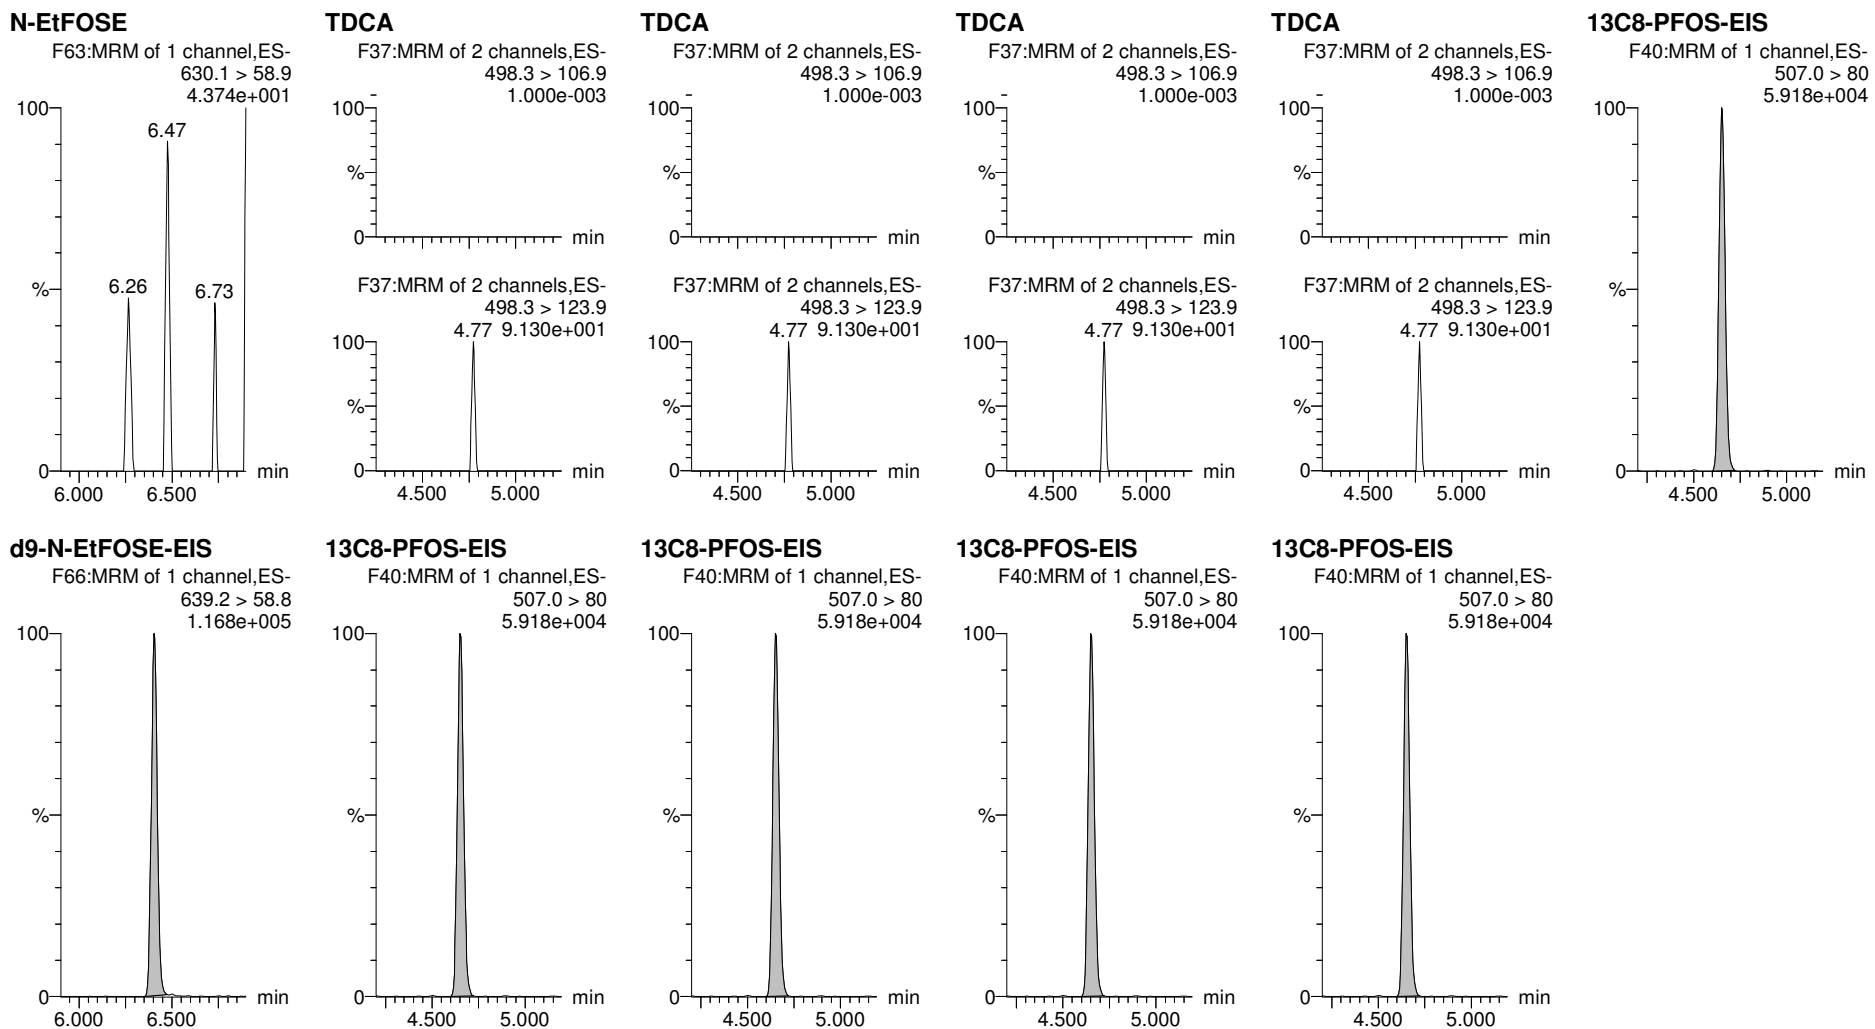 N-EtFOSE
F63:MRM of 1 channel,ES-
630.1 > 58.9
4.374e+001
100
6.47
6.26
6.73
%
0
min
6.000 6.500
TDCA
F37:MRM of 2 channels,ES-
498.3 > 106.9
1.000e-003
100
%
0
min
F37:MRM of 2 channels,ES-
498.3 > 123.9
4.77 9.130e+001
100
%
0
min
4.500 5.000
TDCA
F37:MRM of 2 channels,ES-
498.3 > 106.9
1.000e-003
100
%
0
min
F37:MRM of 2 channels,ES-
498.3 > 123.9
4.77 9.130e+001
100
%
0
min
4.500 5.000
TDCA
F37:MRM of 2 channels,ES-
498.3 > 106.9
1.000e-003
100
%
0
min
F37:MRM of 2 channels,ES-
498.3 > 123.9
4.77 9.130e+001
100
%
0
min
4.500 5.000
TDCA
F37:MRM of 2 channels,ES-
498.3 > 106.9
1.000e-003
100
%
0
min
F37:MRM of 2 channels,ES-
498.3 > 123.9
4.77 9.130e+001
100
%
0
min
4.500 5.000
13C8-PFOS-EIS
F40:MRM of 1 channel,ES-
507.0 > 80
5.918e+004
100
%
0
min
4.500 5.000
d9-N-EtFOSE-EIS
F66:MRM of 1 channel,ES-
639.2 > 58.8
1.168e+005
100
%
0
min
6.000 6.500
13C8-PFOS-EIS
F40:MRM of 1 channel,ES-
507.0 > 80
5.918e+004
100
%
0
min
4.500 5.000
13C8-PFOS-EIS
F40:MRM of 1 channel,ES-
507.0 > 80
5.918e+004
100
%
0
min
4.500 5.000
13C8-PFOS-EIS
F40:MRM of 1 channel,ES-
507.0 > 80
5.918e+004
100
%
0
min
4.500 5.000
13C8-PFOS-EIS
F40:MRM of 1 channel,ES-
507.0 > 80
5.918e+004
100
%
0
min
4.500 5.000